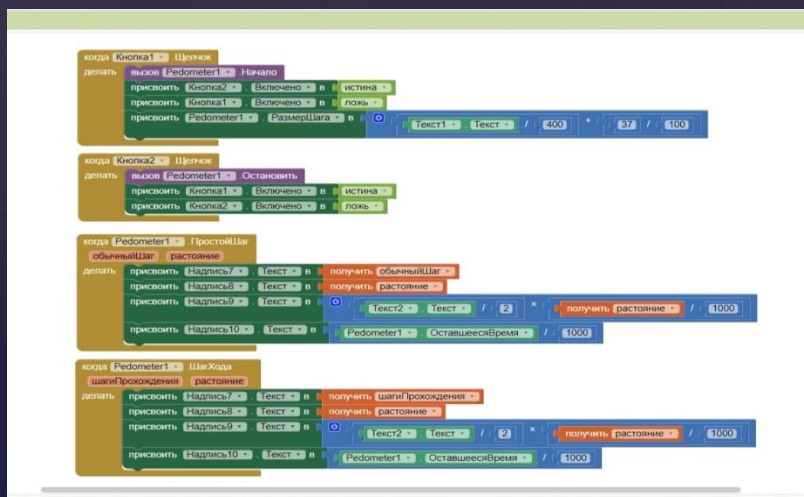 когда Кнопка1 .Щелчок
делать вызов Pedometer1 .Начало
присвоить Кнопка2 . Включено в истина
присвоить Кнопка1 . Включено в ложь
присвоить Pedometer1 . РазмерШага в Текст1 . Текст / 400 + 37 / 100
когда Кнопка2 .Щелчок
делать вызов Pedometer1 .Остановить
присвоить Кнопка1 . Включено в истина
присвоить Кнопка2 . Включено в ложь
когда Pedometer1 .ПростойШаг
обычныйШаг растояние
делать присвоить Надпись7 . Текст в получить обычныйШаг
присвоить Надпись8 . Текст в получить растояние
присвоить Надпись9 . Текст в Текст2 . Текст / 2 × получить растояние / 1000
присвоить Надпись10 . Текст в Pedometer1 . ОставшеесяВремя / 1000
когда Pedometer1 .ШагХода
шагиПрохождения растояние
делать присвоить Надпись7 . Текст в получить шагиПрохождения
присвоить Надпись8 . Текст в получить растояние
присвоить Надпись9 . Текст в Текст2 . Текст / 2 × получить растояние / 1000
присвоить Надпись10 . Текст в Pedometer1 . ОставшеесяВремя / 1000